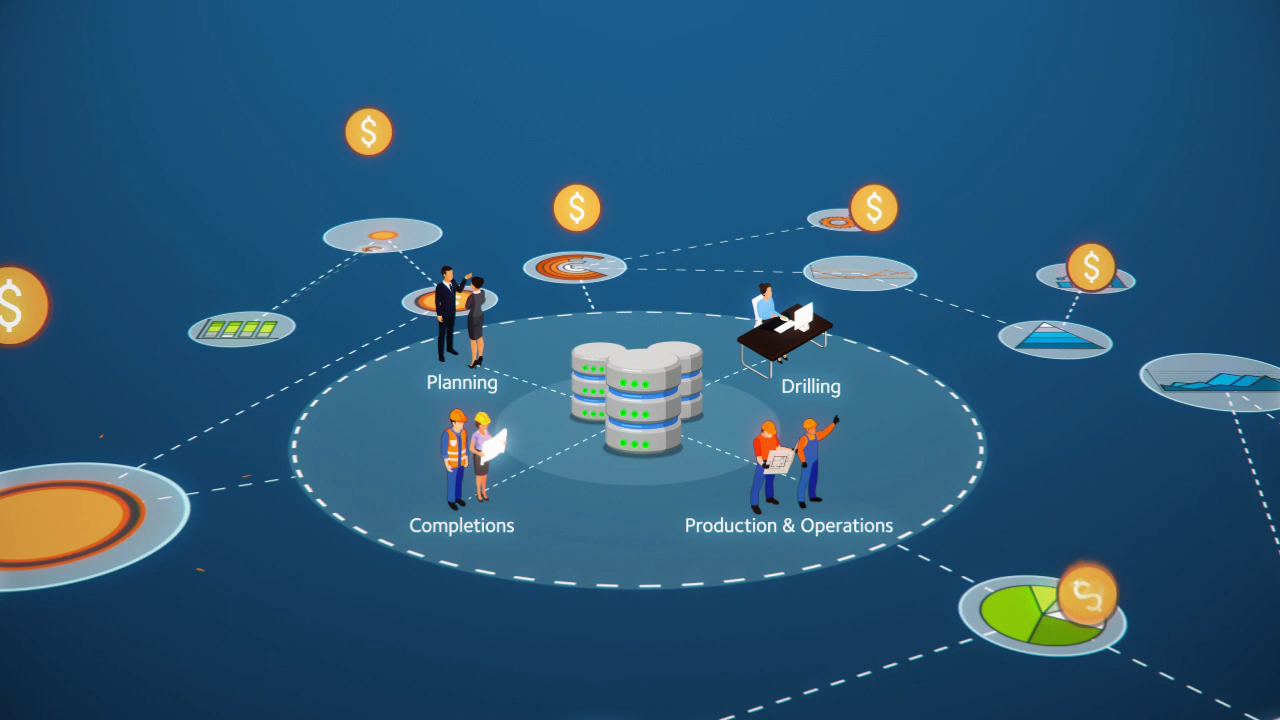 $
$
$
$
$
Planning
Drilling
Completions
Production & Operations
$